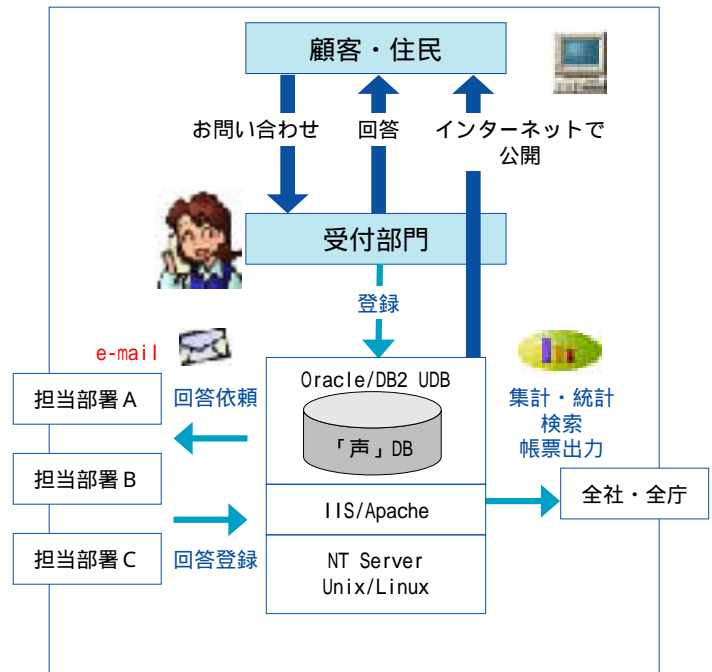 顧客・住民
お問い合わせ
回答
インターネットで
公開
受付部門
登録
e-mail
担当部署A
回答依頼
担当部署B
担当部署C
回答登録
Oracle/DB2 UDB
「声」DB
IIS/Apache
NT Server
Unix/Linux
集計・統計
検索
帳票出力
全社・全庁